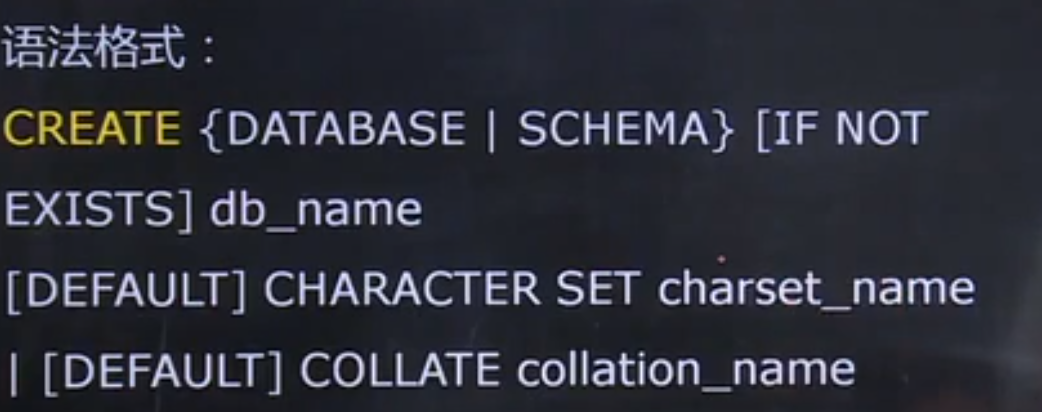 语法格式：
CREATE {DATABASE | SCHEMA} [IF NOT
EXISTS] db_name
[DEFAULT] CHARACTER SET charset_name
| [DEFAULT] COLLATE collation_name